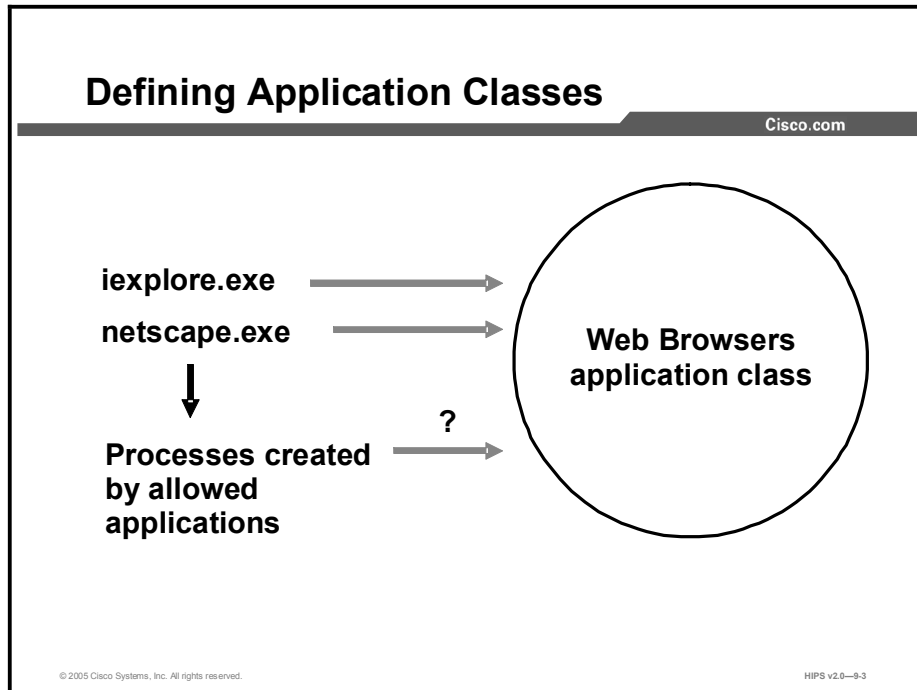 Defining Application Classes
Cisco.com
iexplore.exe
netscape.exe
Web Browsers
application class
?
Processes created
by allowed
applications
© 2005 Cisco Systems, Inc. All rights reserved.
HIPS v2.0—9-3